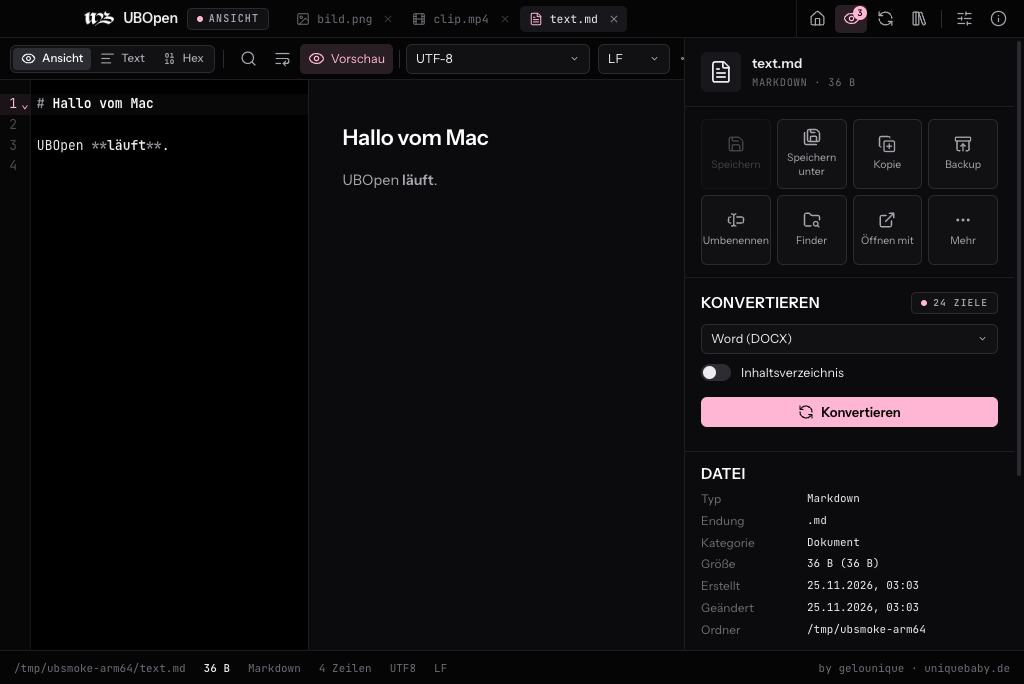 UBOpen
ANSICHT
bild.png
clip.mp4
text.md
3
Ansicht
Text
Hex
Vorschau
UTF-8
LF
1 # Hallo vom Mac
2
3 UBOpen **läuft**.
4
Hallo vom Mac
UBOpen läuft.
text.md
MARKDOWN · 36 B
Speichern
Speichern unter
Kopie
Backup
Umbenennen
Finder
Öffnen mit
Mehr
KONVERTIEREN
24 ZIELE
Word (DOCX)
Inhaltsverzeichnis
Konvertieren
DATEI
Typ Markdown
Endung .md
Kategorie Dokument
Größe 36 B (36 B)
Erstellt 25.11.2026, 03:03
Geändert 25.11.2026, 03:03
Ordner /tmp/ubsmoke-arm64
/tmp/ubsmoke-arm64/text.md 36 B Markdown 4 Zeilen UTF8 LF
by gelounique · uniquebaby.de